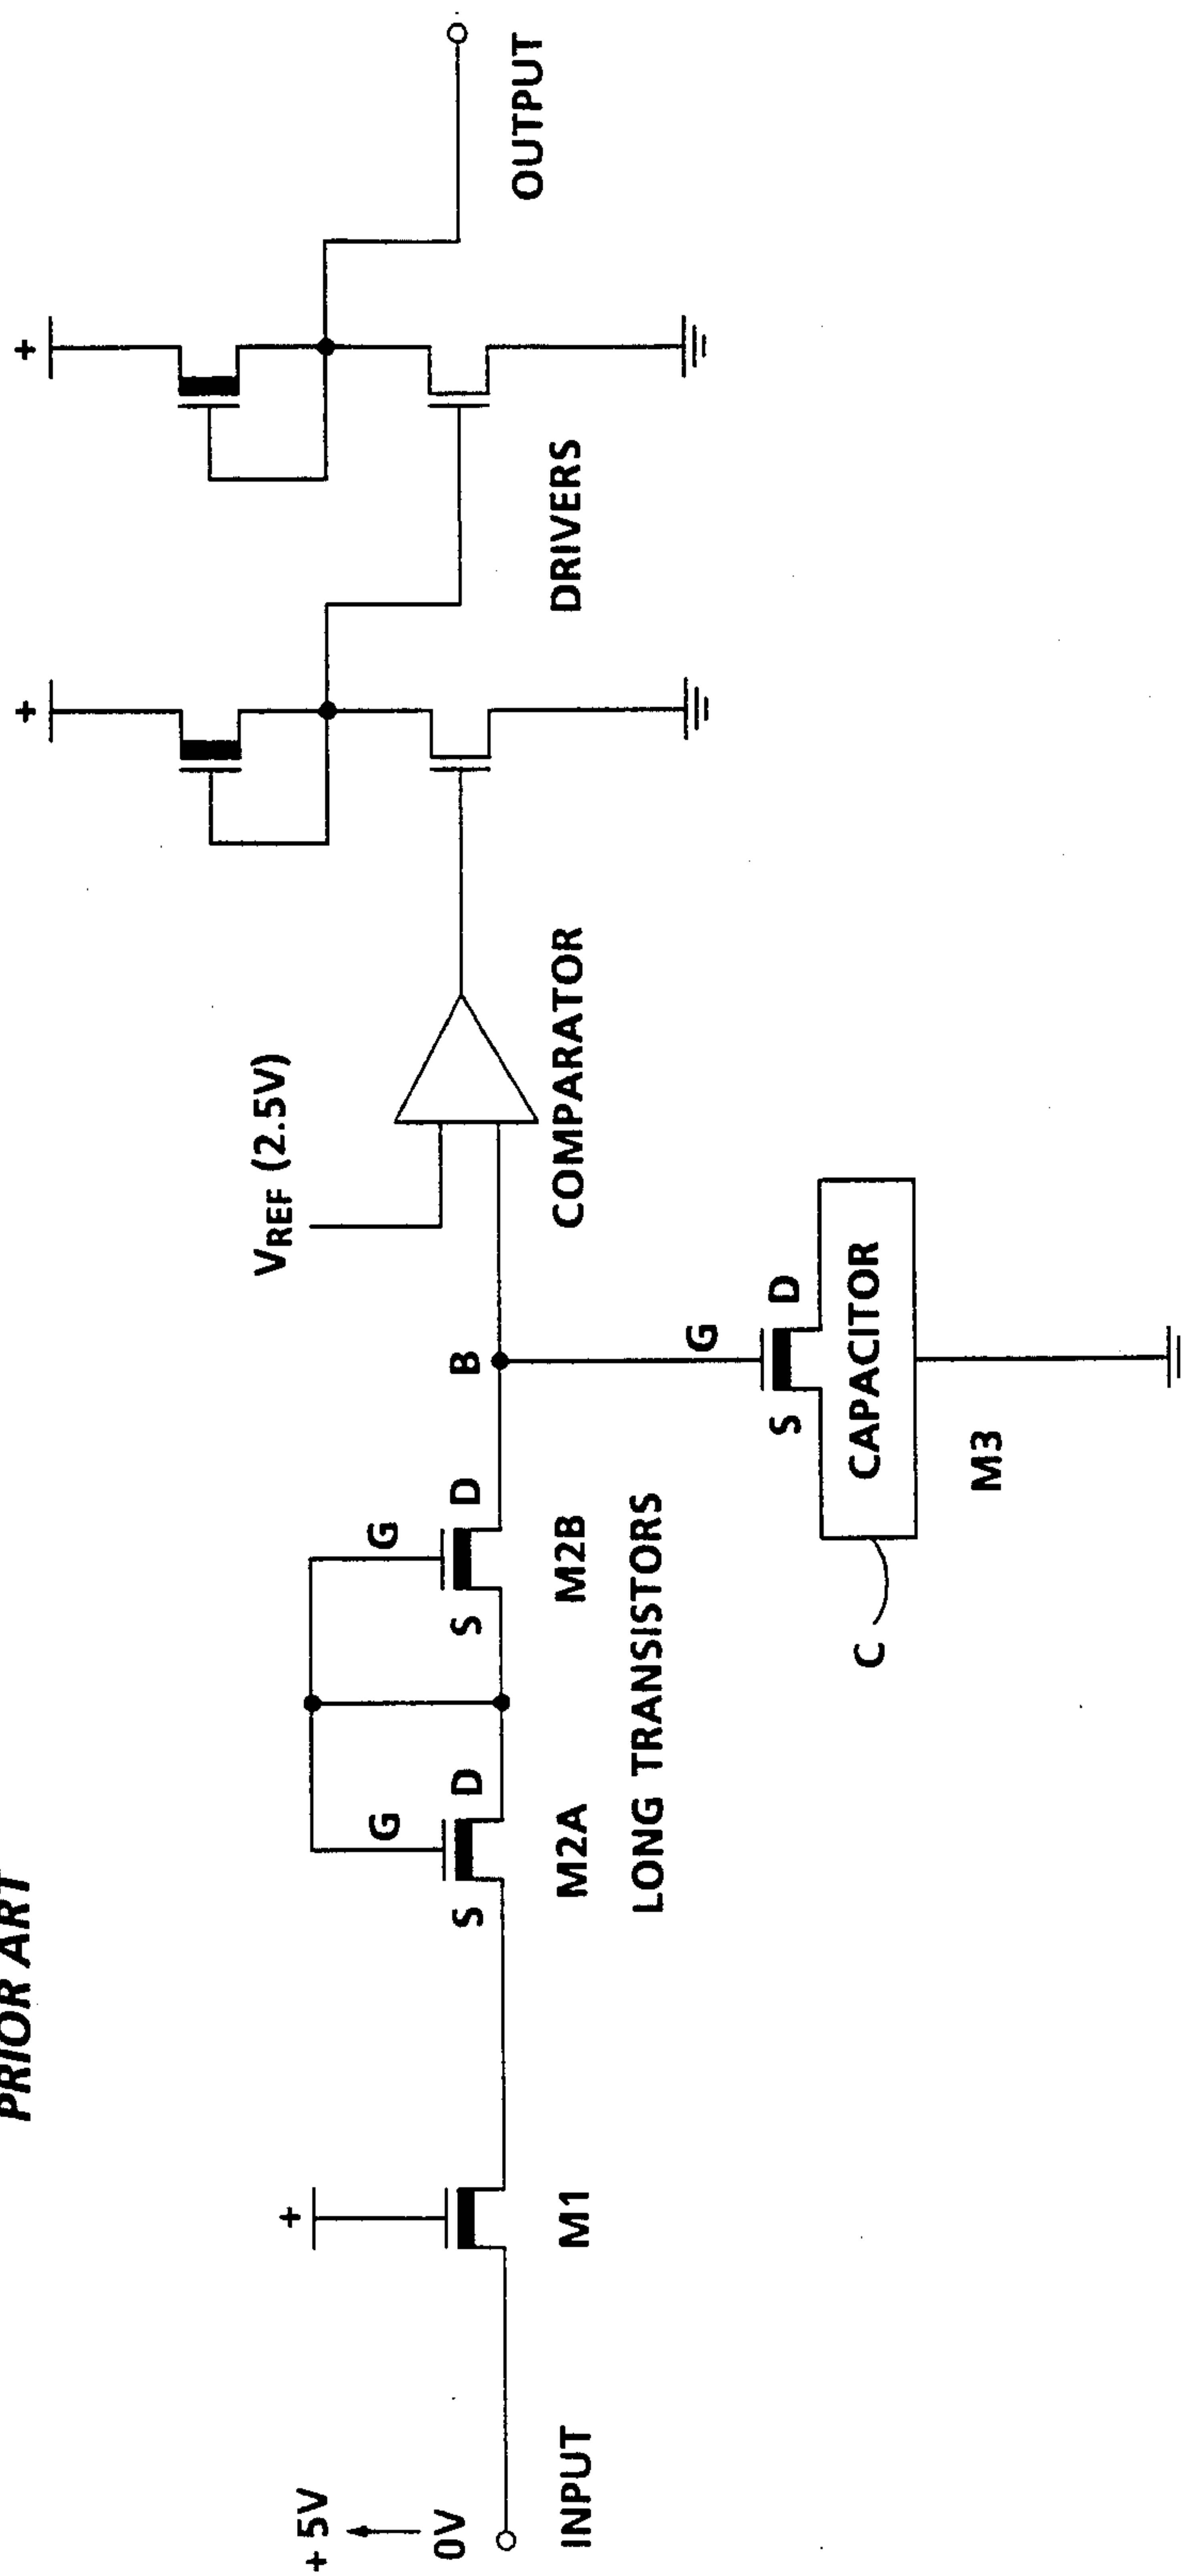 PRIOR ART
+5V
0V
INPUT
+
M1
G
S
D
M2A
G
S
D
M2B
LONG TRANSISTORS
B
G
S
D
CAPACITOR
C
M3
VREF (2.5V)
COMPARATOR
+
+
DRIVERS
OUTPUT